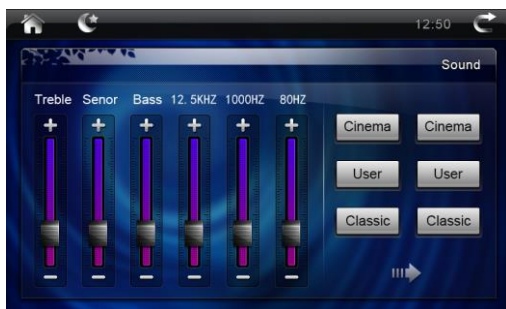 12:50
Sound
Treble Senor Bass 12.5KHZ 1000HZ 80HZ
+ + + + + +
Cinema Cinema
User User
Classic Classic
− − − − − −